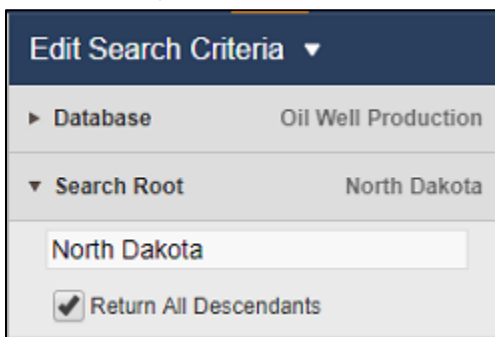 Edit Search Criteria
Database Oil Well Production
Search Root North Dakota
North Dakota
Return All Descendants